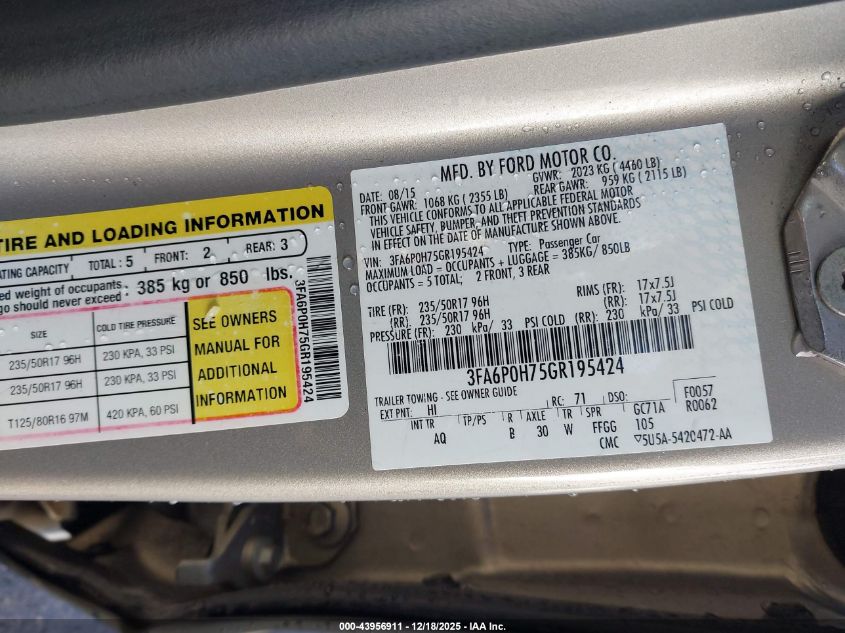 TIRE AND LOADING INFORMATION
TOTAL: 5 FRONT: 2 REAR: 3
weight of occupants
should never exceed : 385 kg or 850 lbs.
SIZE COLD TIRE PRESSURE
235/50R17 96H 230 KPA, 33 PSI
235/50R17 96H 230 KPA, 33 PSI
T125/80R16 97M 420 KPA, 60 PSI
SEE OWNERS
MANUAL FOR
ADDITIONAL
INFORMATION
3FA6P0H75GR195424
MFD. BY FORD MOTOR CO.
DATE: 08/15 GVWR: 2023 KG ( 4460 LB)
FRONT GAWR: 1068 KG ( 2355 LB) REAR GAWR: 959 KG ( 2115 LB)
THIS VEHICLE CONFORMS TO ALL APPLICABLE FEDERAL MOTOR
VEHICLE SAFETY, BUMPER, AND THEFT PREVENTION STANDARDS
IN EFFECT ON THE DATE OF MANUFACTURE SHOWN ABOVE.
VIN: 3FA6P0H75GR195424 TYPE: Passenger Car
MAXIMUM LOAD = OCCUPANTS + LUGGAGE = 385KG/ 850LB
OCCUPANTS = 5 TOTAL; 2 FRONT, 3 REAR
TIRE (FR): 235/50R17 96H RIMS (FR): 17x7.5J
(RR): 235/50R17 96H (RR): 17x7.5J
PRESSURE (FR): 230 kPa/ 33 PSI COLD (RR): 230 kPa/ 33 PSI COLD
3FA6P0H75GR195424
TRAILER TOWING - SEE OWNER GUIDE
EXT PNT: HI RC: 71 DSO: F0057
R0062
INT TR TP/PS R AXLE TR SPR GC71A
AQ B 30 W FFGG 105
CMC ▽5U5A-5420472-AA
000-43956911 - 12/18/2025 - IAA Inc.